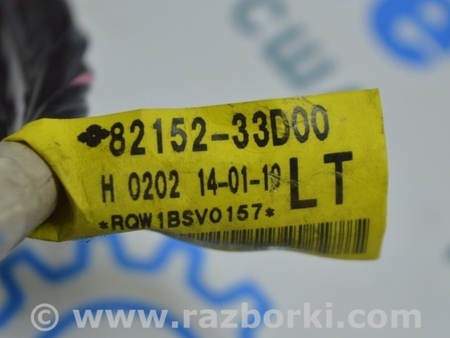 82152-33D00
H 0202 14-01-10 LT
*RQW1BSV0157*
© www.razborki.com